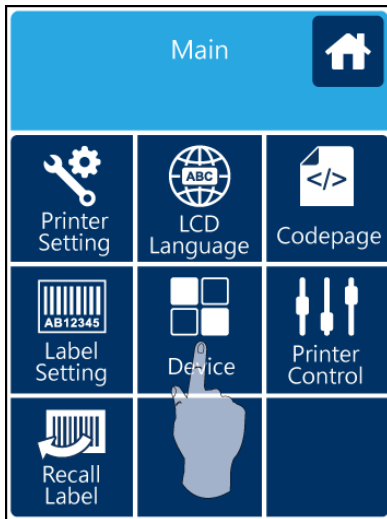 Main
Printer
Setting
ABC
LCD
Language
</>
Codepage
AB12345
Label
Setting
Device
Printer
Control
Recall
Label